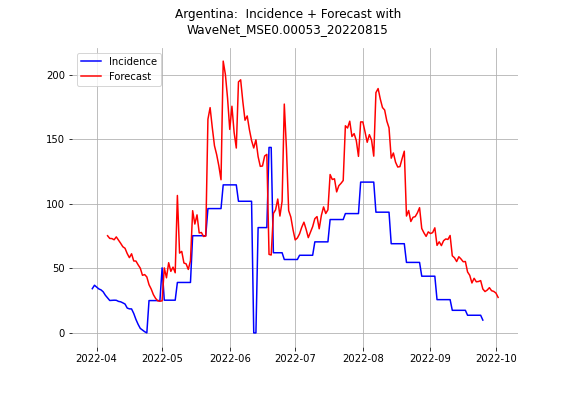 Argentina:  Incidence + Forecast with
WaveNet_MSE0.00053_20220815
Incidence
Forecast
200
150
100
50
0
2022-04 2022-05 2022-06 2022-07 2022-08 2022-09 2022-10